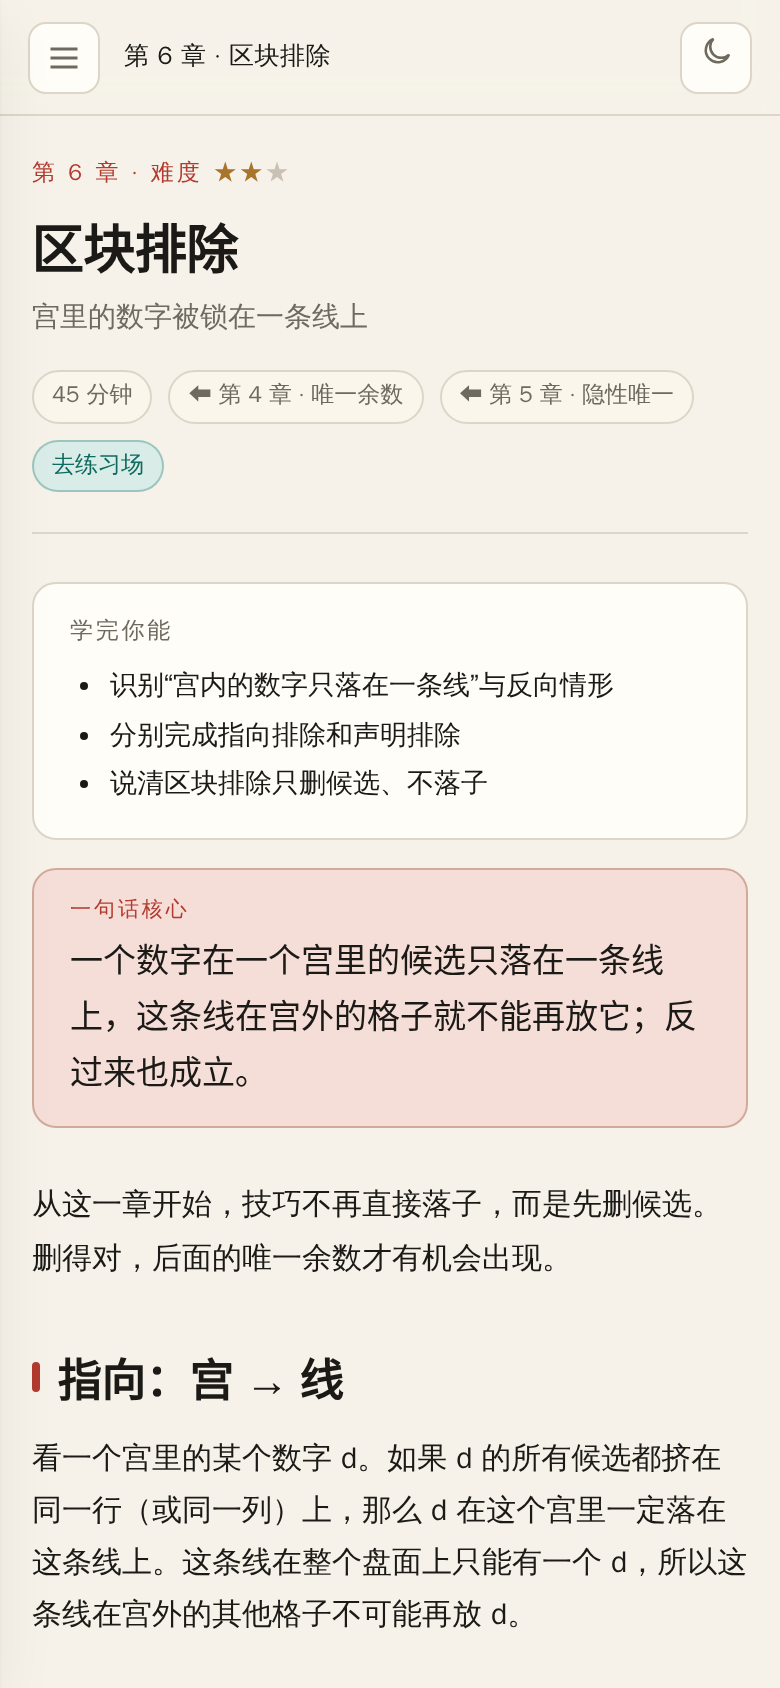 第 6 章 · 区块排除
第 6 章 · 难度 ★★★
区块排除
宫里的数字被锁在一条线上
45 分钟
⬅ 第 4 章 · 唯一余数
⬅ 第 5 章 · 隐性唯一
去练习场
学完你能
• 识别“宫内的数字只落在一条线”与反向情形
• 分别完成指向排除和声明排除
• 说清区块排除只删候选、不落子
一句话核心
一个数字在一个宫里的候选只落在一条线
上，这条线在宫外的格子就不能再放它；反
过来也成立。
从这一章开始，技巧不再直接落子，而是先删候选。
删得对，后面的唯一余数才有机会出现。
指向：宫 → 线
看一个宫里的某个数字 d。如果 d 的所有候选都挤在
同一行（或同一列）上，那么 d 在这个宫里一定落在
这条线上。这条线在整个盘面上只能有一个 d，所以这
条线在宫外的其他格子不可能再放 d。